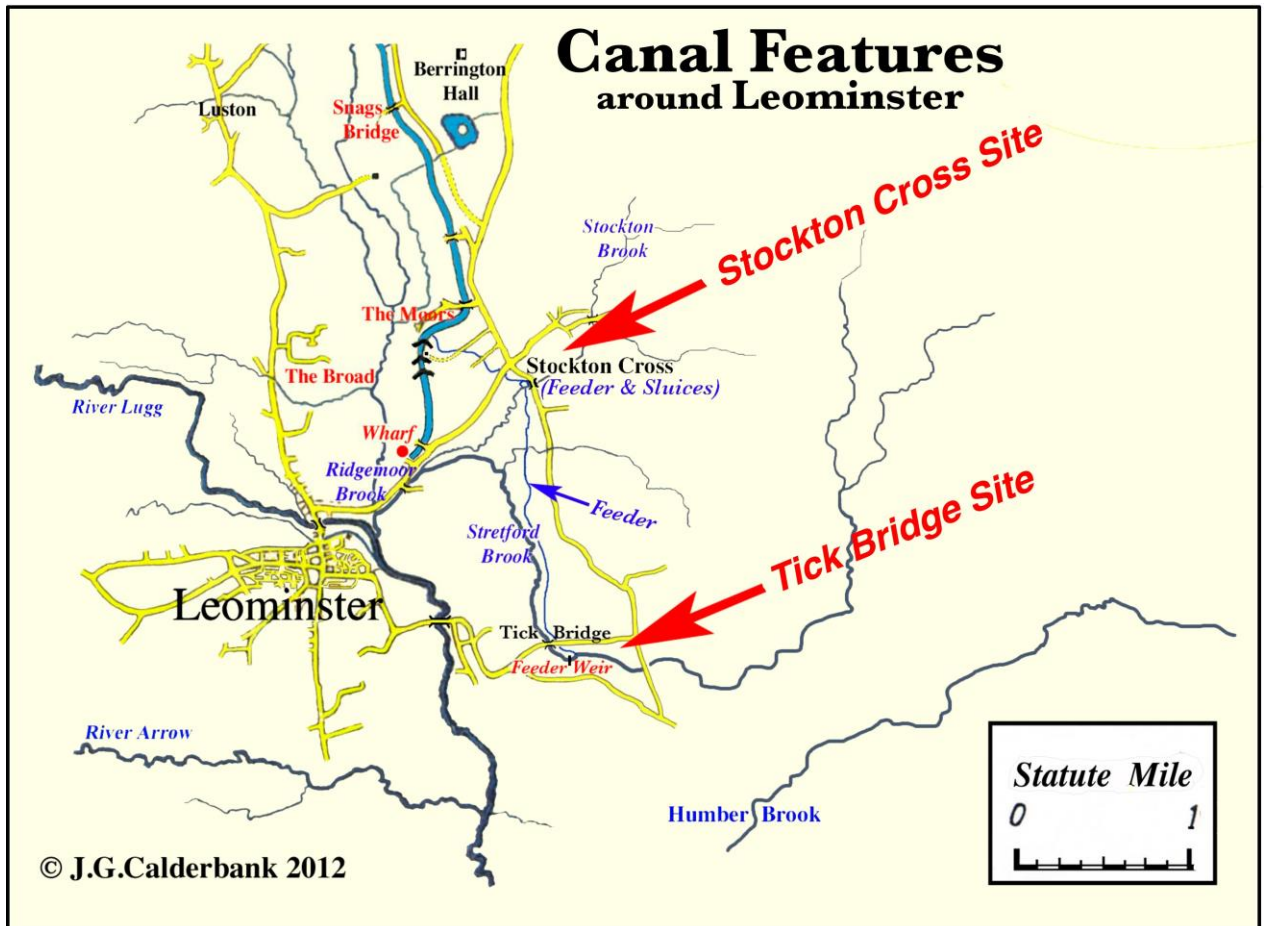 Canal Features
around Leominster
Berrington
Hall
Luston
Snags
Bridge
Stockton Cross Site
Stockton
Brook
The Moors
Stockton Cross
(Feeder & Sluices)
The Broad
River Lugg
Wharf
Ridgemoor
Brook
Feeder
Stretford
Brook
Tick Bridge Site
Leominster
Tick Bridge
Feeder Weir
River Arrow
Humber Brook
Statute Mile
0 1
© J.G.Calderbank 2012